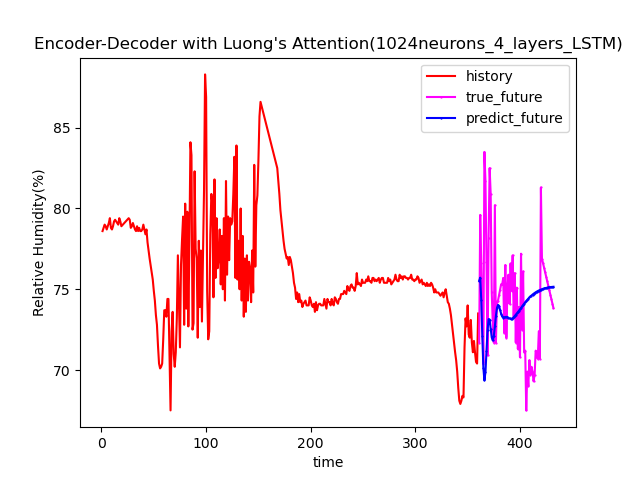 Encoder-Decoder with Luong's Attention(1024neurons_4_layers_LSTM)
history
true_future
predict_future
85
80
75
70
Relative Humidity(%)
0 100 200 300 400
time